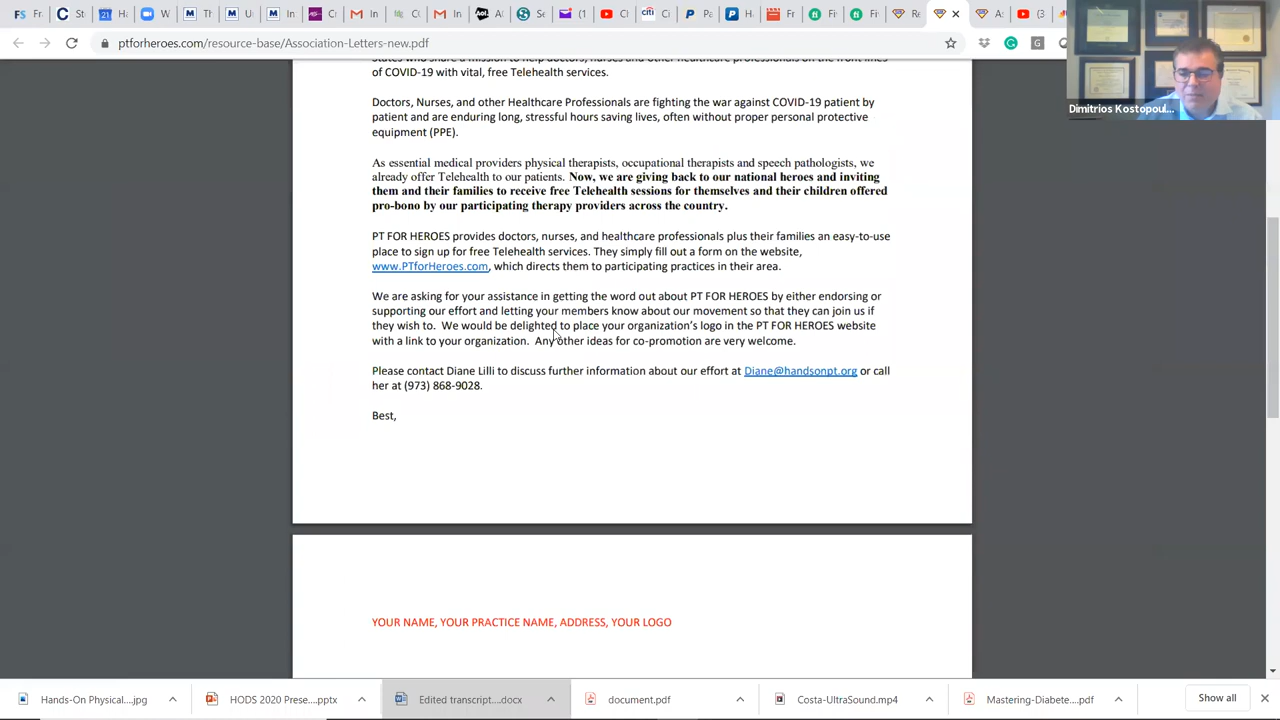 FS
ptforheroes.com/resource-base/Association-Letters-new.pdf
Dimitrios Kostopoul...
states who share a mission to help doctors, nurses and other healthcare professionals on the front lines
of COVID-19 with vital, free Telehealth services.
Doctors, Nurses, and other Healthcare Professionals are fighting the war against COVID-19 patient by
patient and are enduring long, stressful hours saving lives, often without proper personal protective
equipment (PPE).
As essential medical providers physical therapists, occupational therapists and speech pathologists, we
already offer Telehealth to our patients. Now, we are giving back to our national heroes and inviting
them and their families to receive free Telehealth sessions for themselves and their children offered
pro-bono by our participating therapy providers across the country.
PT FOR HEROES provides doctors, nurses, and healthcare professionals plus their families an easy-to-use
place to sign up for free Telehealth services. They simply fill out a form on the website,
www.PTforHeroes.com, which directs them to participating practices in their area.
We are asking for your assistance in getting the word out about PT FOR HEROES by either endorsing or
supporting our effort and letting your members know about our movement so that they can join us if
they wish to. We would be delighted to place your organization's logo in the PT FOR HEROES website
with a link to your organization. Any other ideas for co-promotion are very welcome.
Please contact Diane Lilli to discuss further information about our effort at Diane@handsonpt.org or call
her at (973) 868-9028.
Best,
YOUR NAME, YOUR PRACTICE NAME, ADDRESS, YOUR LOGO
Hands-On Physical....jpg
HODS 2020 Prese....pptx
Edited transcript....docx
document.pdf
Costa-UltraSound.mp4
Mastering-Diabete....pdf
Show all